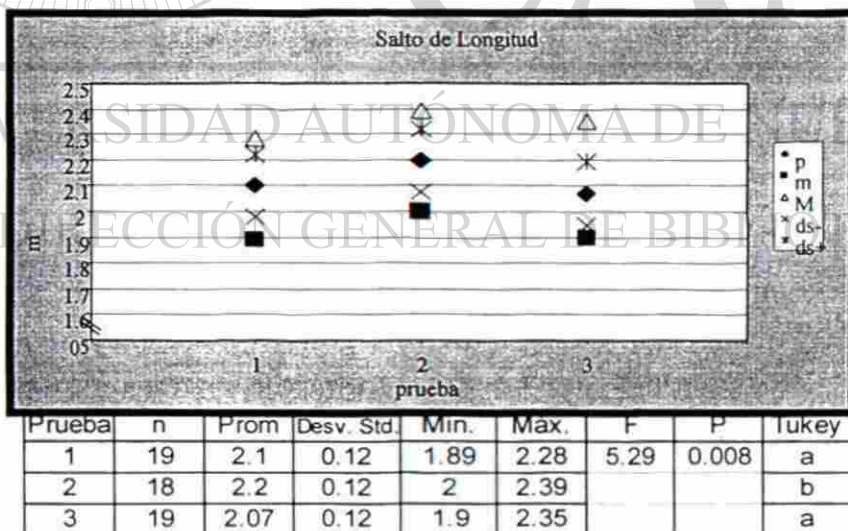 Salto de Longitud
2.5
2.4
2.3
2.2
2.1
2
1.9
1.8
1.7
1.6
05
m
1 2 3
prueba
p
m
M
ds-
ds+
SIDAD AUTÓNOMA DE
DIRECCIÓN GENERAL DE BIBL
Prueba n Prom Desv. Std. Min. Máx. F P Tukey
1 19 2.1 0.12 1.89 2.28 5.29 0.008 a
2 18 2.2 0.12 2 2.39 b
3 19 2.07 0.12 1.9 2.35 a